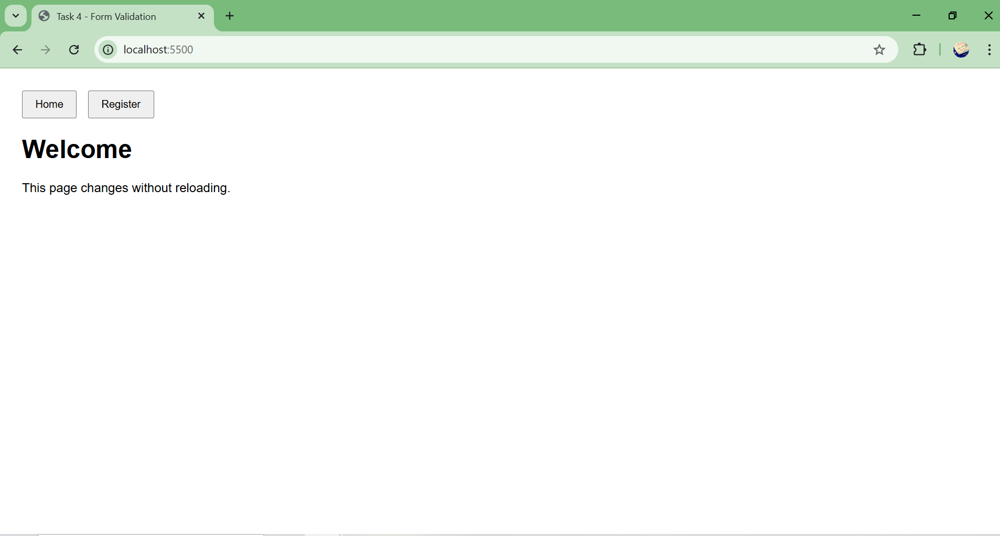 Task 4 - Form Validation
localhost:5500
Home Register
Welcome
This page changes without reloading.